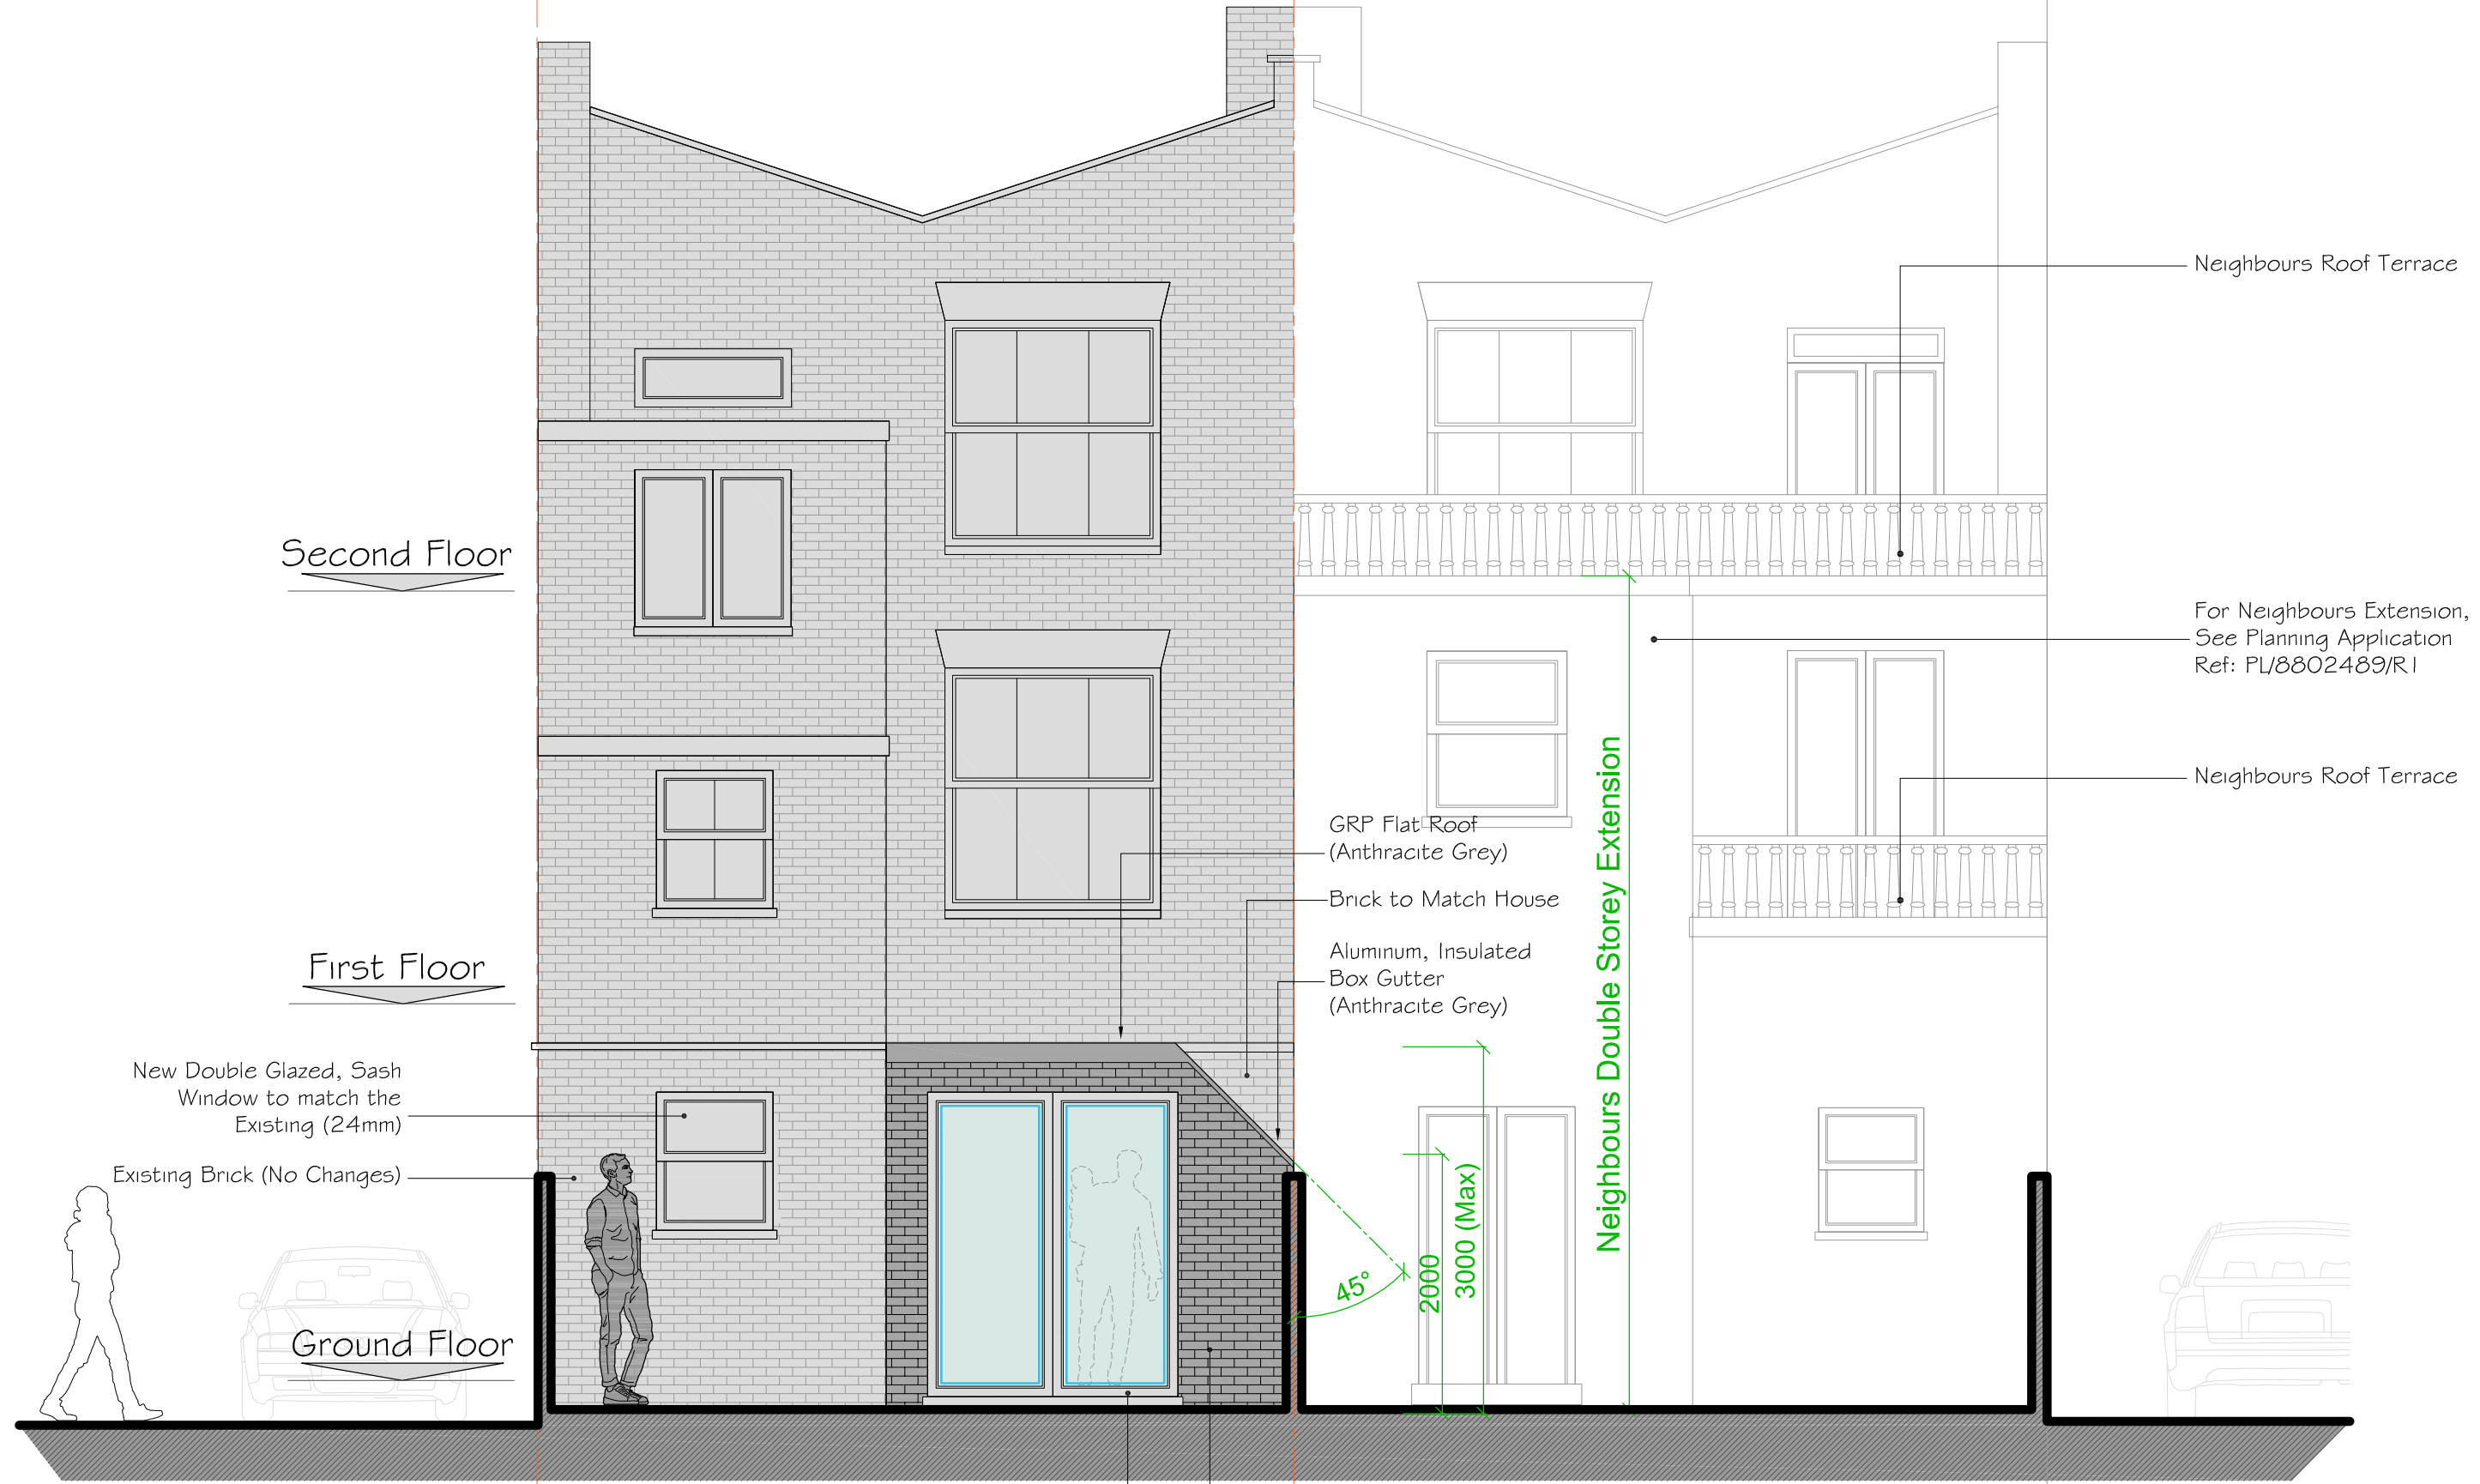 Neighbours Roof Terrace
Second Floor
For Neighbours Extension,
See Planning Application
Ref: PL/8802489/R1
Neighbours Double Storey Extension
Neighbours Roof Terrace
GRP Flat Roof
(Anthracite Grey)
Brick to Match House
Aluminum, Insulated
Box Gutter
(Anthracite Grey)
First Floor
New Double Glazed, Sash
Window to match the
Existing (24mm)
Existing Brick (No Changes)
45°
2000
3000 (Max)
Ground Floor